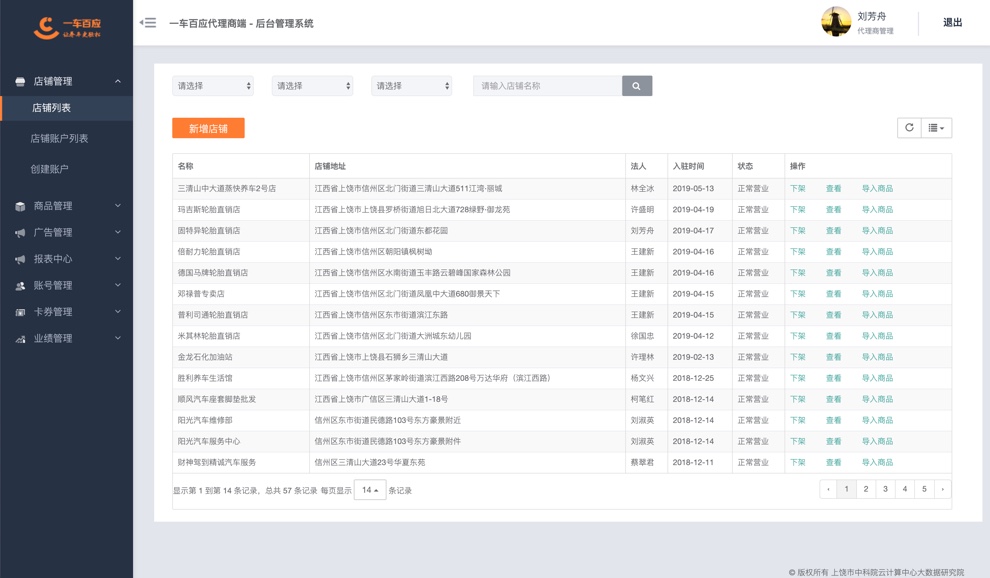 一车百应
让养车更放松
一车百应代理商端 - 后台管理系统
刘芳舟
代理商管理
退出
店铺管理
店铺列表
店铺账户列表
创建账户
商品管理
广告管理
报表中心
账号管理
卡券管理
业绩管理
请选择 请选择 请选择 请输入店铺名称
新增店铺
名称 店铺地址 法人 入驻时间 状态 操作
三清山中大道蒸快养车2号店 江西省上饶市信州区北门街道三清山大道511江湾·丽城 林全冰 2019-05-13 正常营业 下架 查看 导入商品
玛吉斯轮胎直销店 江西省上饶市上饶县罗桥街道旭日北大道728绿野·御龙苑 许盛明 2019-04-19 正常营业 下架 查看 导入商品
固特异轮胎直销店 江西省上饶市信州区北门街道东都花园 刘芳舟 2019-04-17 正常营业 下架 查看 导入商品
倍耐力轮胎直销店 江西省上饶市信州区朝阳镇枫树坳 王建新 2019-04-16 正常营业 下架 查看 导入商品
德国马牌轮胎直销店 江西省上饶市信州区水南街道玉丰路云碧峰国家森林公园 王建新 2019-04-16 正常营业 下架 查看 导入商品
邓禄普专卖店 江西省上饶市信州区北门街道凤凰中大道680御景天下 王建新 2019-04-15 正常营业 下架 查看 导入商品
普利司通轮胎直销店 江西省上饶市信州区东市街道滨江东路 王建新 2019-04-15 正常营业 下架 查看 导入商品
米其林轮胎直销店 江西省上饶市信州区北门街道大洲城东幼儿园 徐国忠 2019-04-12 正常营业 下架 查看 导入商品
金龙石化加油站 江西省上饶市上饶县石狮乡三清山大道 许理林 2019-02-13 正常营业 下架 查看 导入商品
胜利养车生活馆 江西省上饶市信州区茅家岭街道滨江西路208号万达华府（滨江西路） 杨文兴 2018-12-25 正常营业 下架 查看 导入商品
顺风汽车座套脚垫批发 江西省上饶市广信区三清山大道1-18号 柯笔红 2018-12-14 正常营业 下架 查看 导入商品
阳光汽车维修部 信州区东市街道民德路103号东方豪景附近 刘淑英 2018-12-14 正常营业 下架 查看 导入商品
阳光汽车服务中心 信州区东市街道民德路103号东方豪景附件 刘淑英 2018-12-14 正常营业 下架 查看 导入商品
财神驾到精诚汽车服务 信州区三清山大道23号华夏东苑 蔡翠君 2018-12-11 正常营业 下架 查看 导入商品
显示第 1 到第 14 条记录，总共 57 条记录 每页显示 14 条记录
‹ 1 2 3 4 5 ›
© 版权所有 上饶市中科院云计算中心大数据研究院